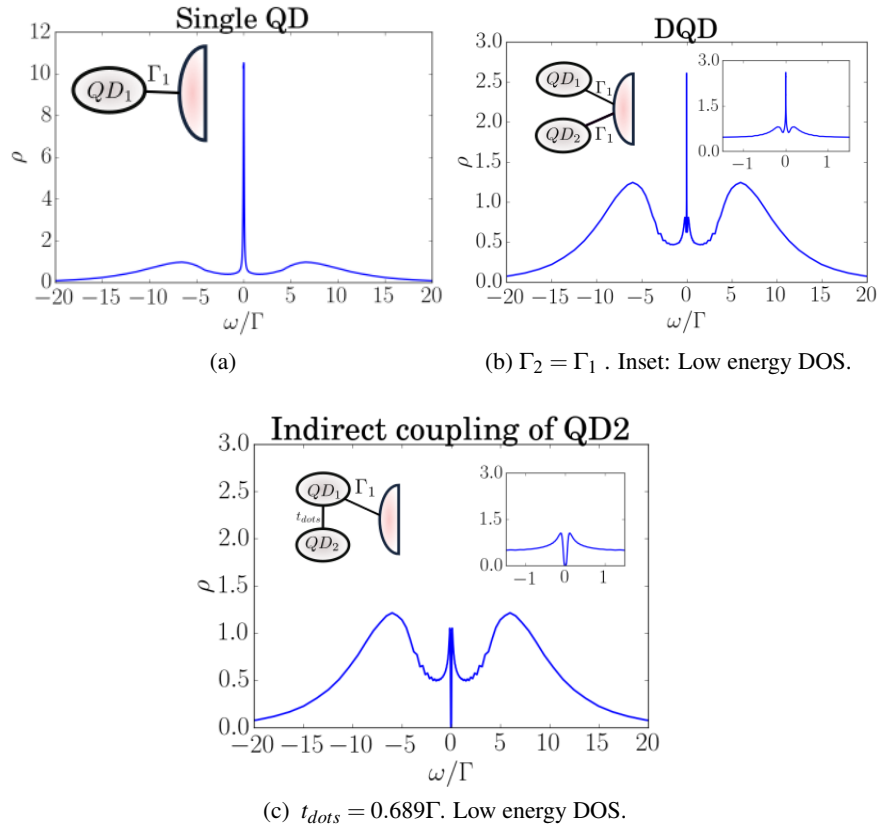 Single QD
12
10
8
6
4
2
0
ρ
QD₁
Γ₁
−20 −15 −10 −5 0 5 10 15 20
ω/Γ
(a)
DQD
3.0
2.5
2.0
1.5
1.0
0.5
0.0
ρ
QD₁
Γ₁
QD₂
Γ₁
3.0
1.5
0.0
−1 0 1
−20 −15 −10 −5 0 5 10 15 20
ω/Γ
(b) Γ₂ = Γ₁ . Inset: Low energy DOS.
Indirect coupling of QD2
3.0
2.5
2.0
1.5
1.0
0.5
0.0
ρ
QD₁
Γ₁
t_dots
QD₂
3.0
1.5
0.0
−1 0 1
−20 −15 −10 −5 0 5 10 15 20
ω/Γ
(c) t_dots = 0.689Γ. Low energy DOS.